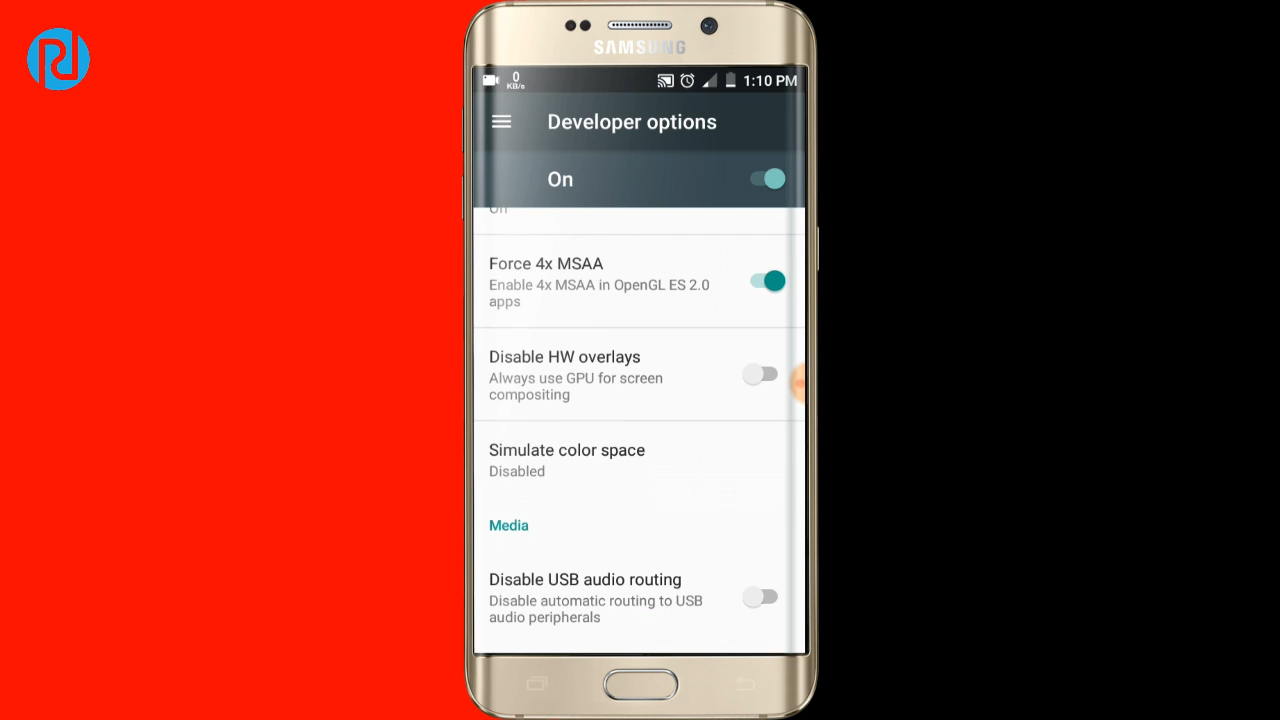 SAMSUNG
0
KB/s
1:10 PM
Developer options
On
On
Force 4x MSAA
Enable 4x MSAA in OpenGL ES 2.0
apps
Disable HW overlays
Always use GPU for screen
compositing
Simulate color space
Disabled
Media
Disable USB audio routing
Disable automatic routing to USB
audio peripherals